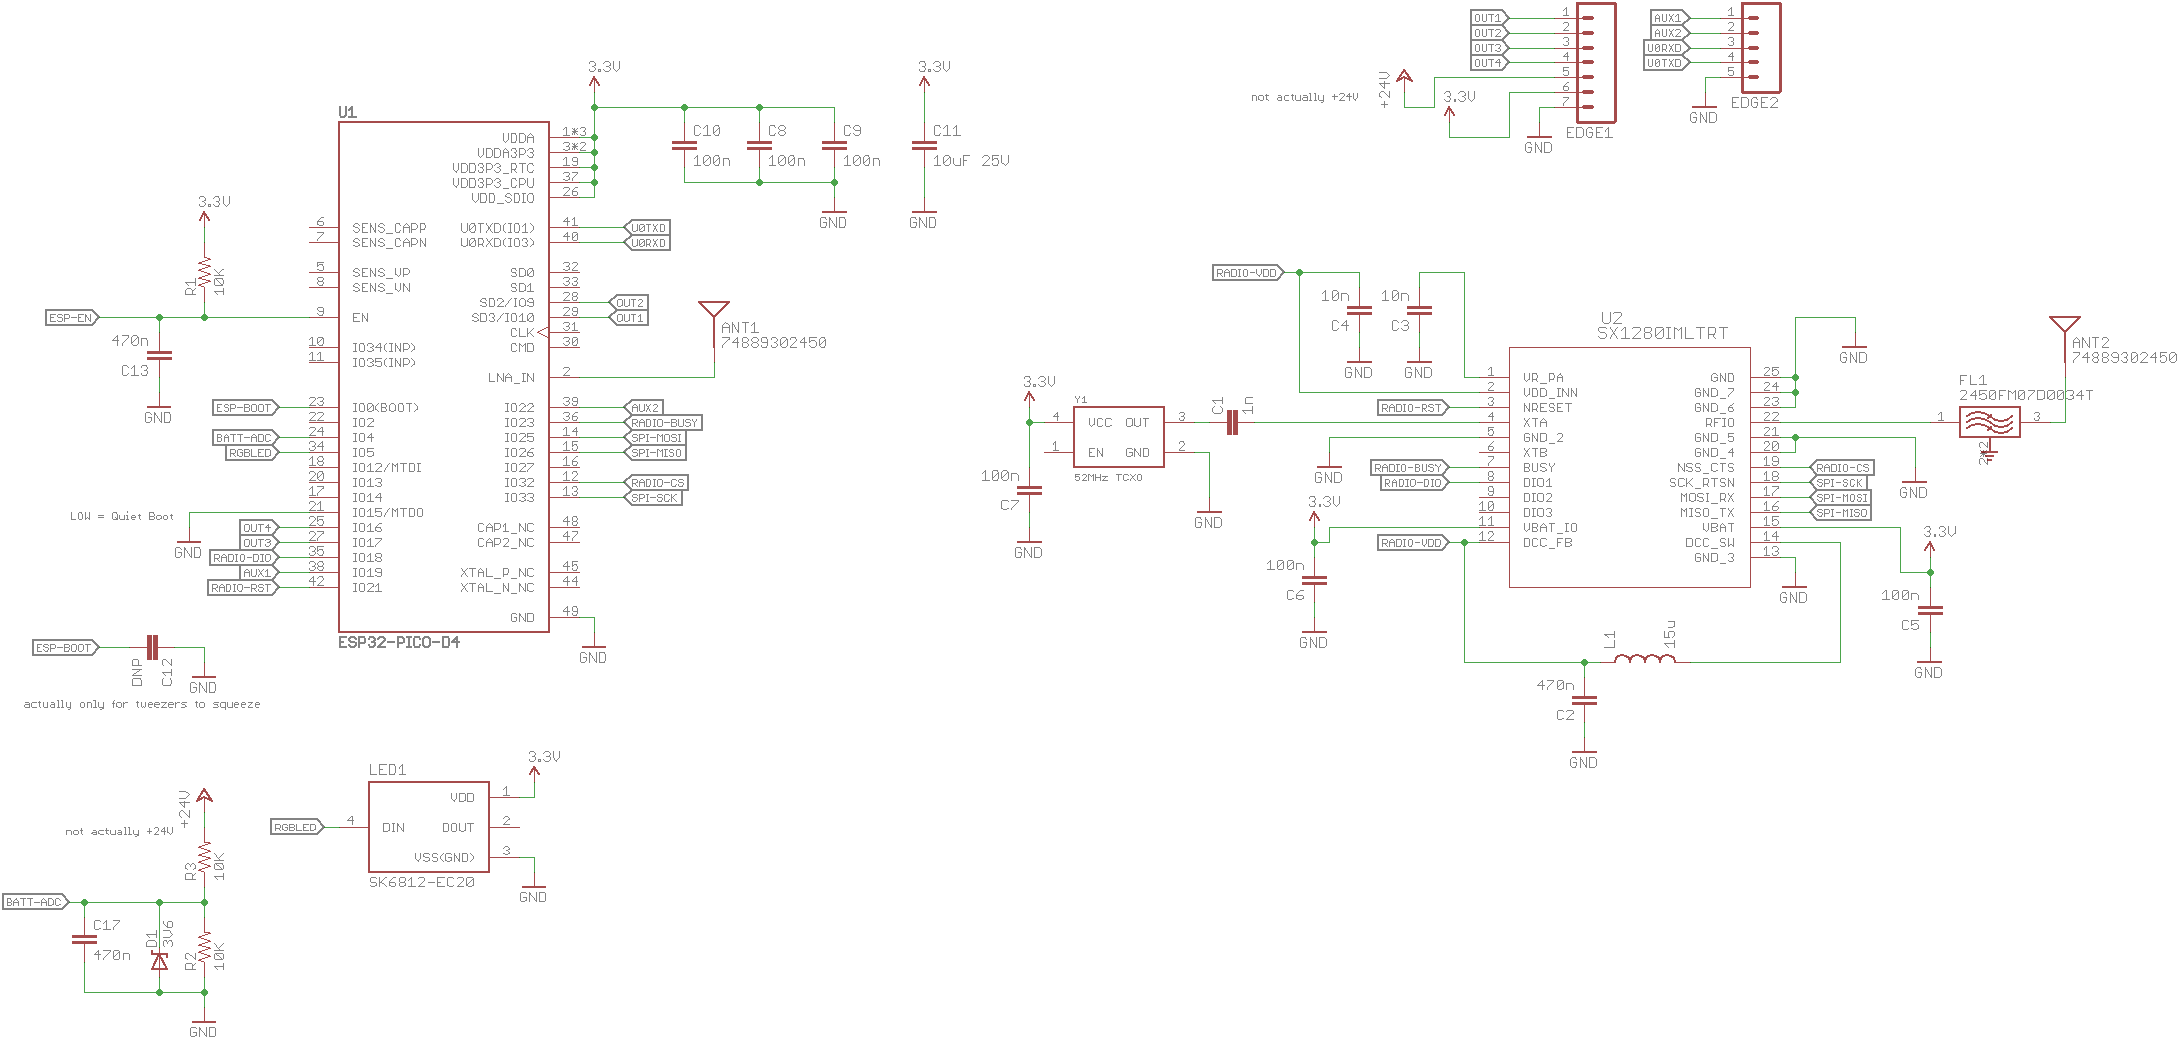 U1
3.3V
C10
100n
C8
100n
C9
100n
GND
3.3V
C11
10uF 25V
GND
VDDA 1*3
VDDA3P3 3*2
VDD3P3_RTC 19
VDD3P3_CPU 37
VDD_SDIO 26
6 SENS_CAPP
7 SENS_CAPN
5 SENS_VP
8 SENS_VN
9 EN
10 IO34(INP)
11 IO35(INP)
ESP-BOOT 23 IO0(BOOT)
22 IO2
BATT-ADC 24 IO4
RGBLED 34 IO5
18 IO12/MTDI
20 IO13
17 IO14
21 IO15/MTDO
OUT4 25 IO16
OUT3 27 IO17
RADIO-DIO 35 IO18
AUX1 38 IO19
RADIO-RST 42 IO21
U0TXD(IO1) 41 U0TXD
U0RXD(IO3) 40 U0RXD
SD0 32
SD1 33
SD2/IO9 28 OUT2
SD3/IO10 29 OUT1
CLK 31
CMD 30
LNA_IN 2
IO22 39 AUX2
IO23 36 RADIO-BUSY
IO25 14 SPI-MOSI
IO26 15 SPI-MISO
IO27 16
IO32 12 RADIO-CS
IO33 13 SPI-SCK
CAP1_NC 48
CAP2_NC 47
XTAL_P_NC 45
XTAL_N_NC 44
GND 49
GND
ESP32-PICO-D4
ANT1
74889302450
3.3V
R1
10K
ESP-EN
470n
C13
GND
LOW = Quiet Boot
GND
ESP-BOOT
DNP
C12
GND
actually only for tweezers to squeeze
+24V
not actually +24V
R3
10K
BATT-ADC
C17
470n
D1
3V6
R2
10K
GND
LED1
RGBLED 4 DIN
VDD 1
DOUT 2
VSS(GND) 3
3.3V
GND
SK6812-EC20
OUT1 1
OUT2 2
OUT3 3
OUT4 4
5
6
7
EDGE1
+24V
not actually +24V
3.3V
GND
AUX1 1
AUX2 2
U0RXD 3
U0TXD 4
5
EDGE2
GND
RADIO-VDD
10n
C4
GND
10n
C3
GND
3.3V
Y1
4 VCC OUT 3
1 EN GND 2
52MHz TCXO
100n
C7
GND
GND
C1
1n
U2
SX1280IMLTRT
1 VR_PA
2 VDD_INN
RADIO-RST 3 NRESET
4 XTA
5 GND_2
6 XTB
RADIO-BUSY 7 BUSY
RADIO-DIO 8 DIO1
9 DIO2
10 DIO3
11 VBAT_IO
RADIO-VDD 12 DCC_FB
GND 25
GND_7 24
GND_6 23
RFIO 22
GND_5 21
GND_4 20
NSS_CTS 19 RADIO-CS
SCK_RTSN 18 SPI-SCK
MOSI_RX 17 SPI-MOSI
MISO_TX 16 SPI-MISO
VBAT 15
DCC_SW 14
GND_3 13
GND
3.3V
100n
C6
GND
GND
GND
GND
FL1
2450FM07D0034T
1
3
2*2
ANT2
74889302450
3.3V
100n
C5
GND
L1
15u
470n
C2
GND